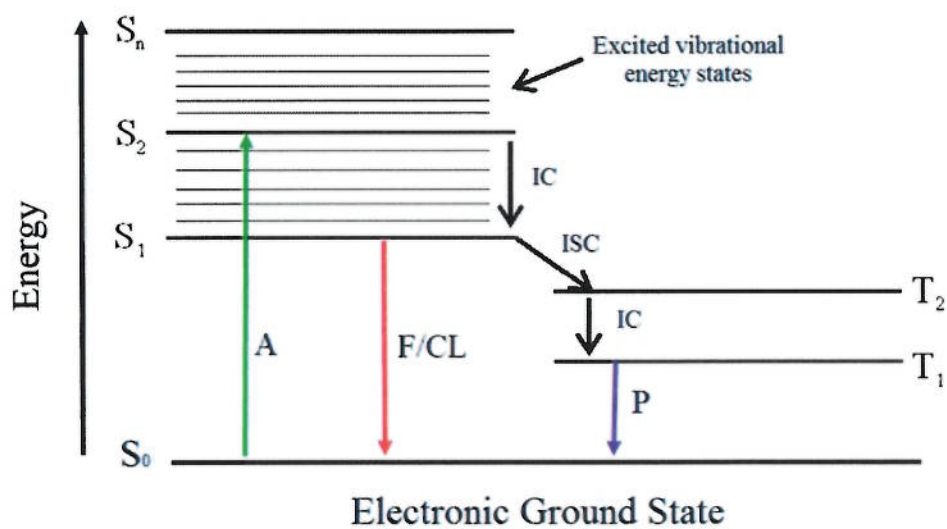 Sₙ
Excited vibrational
energy states
S₂
IC
S₁
ISC
T₂
IC
T₁
Energy
A
F/CL
P
S₀
Electronic Ground State